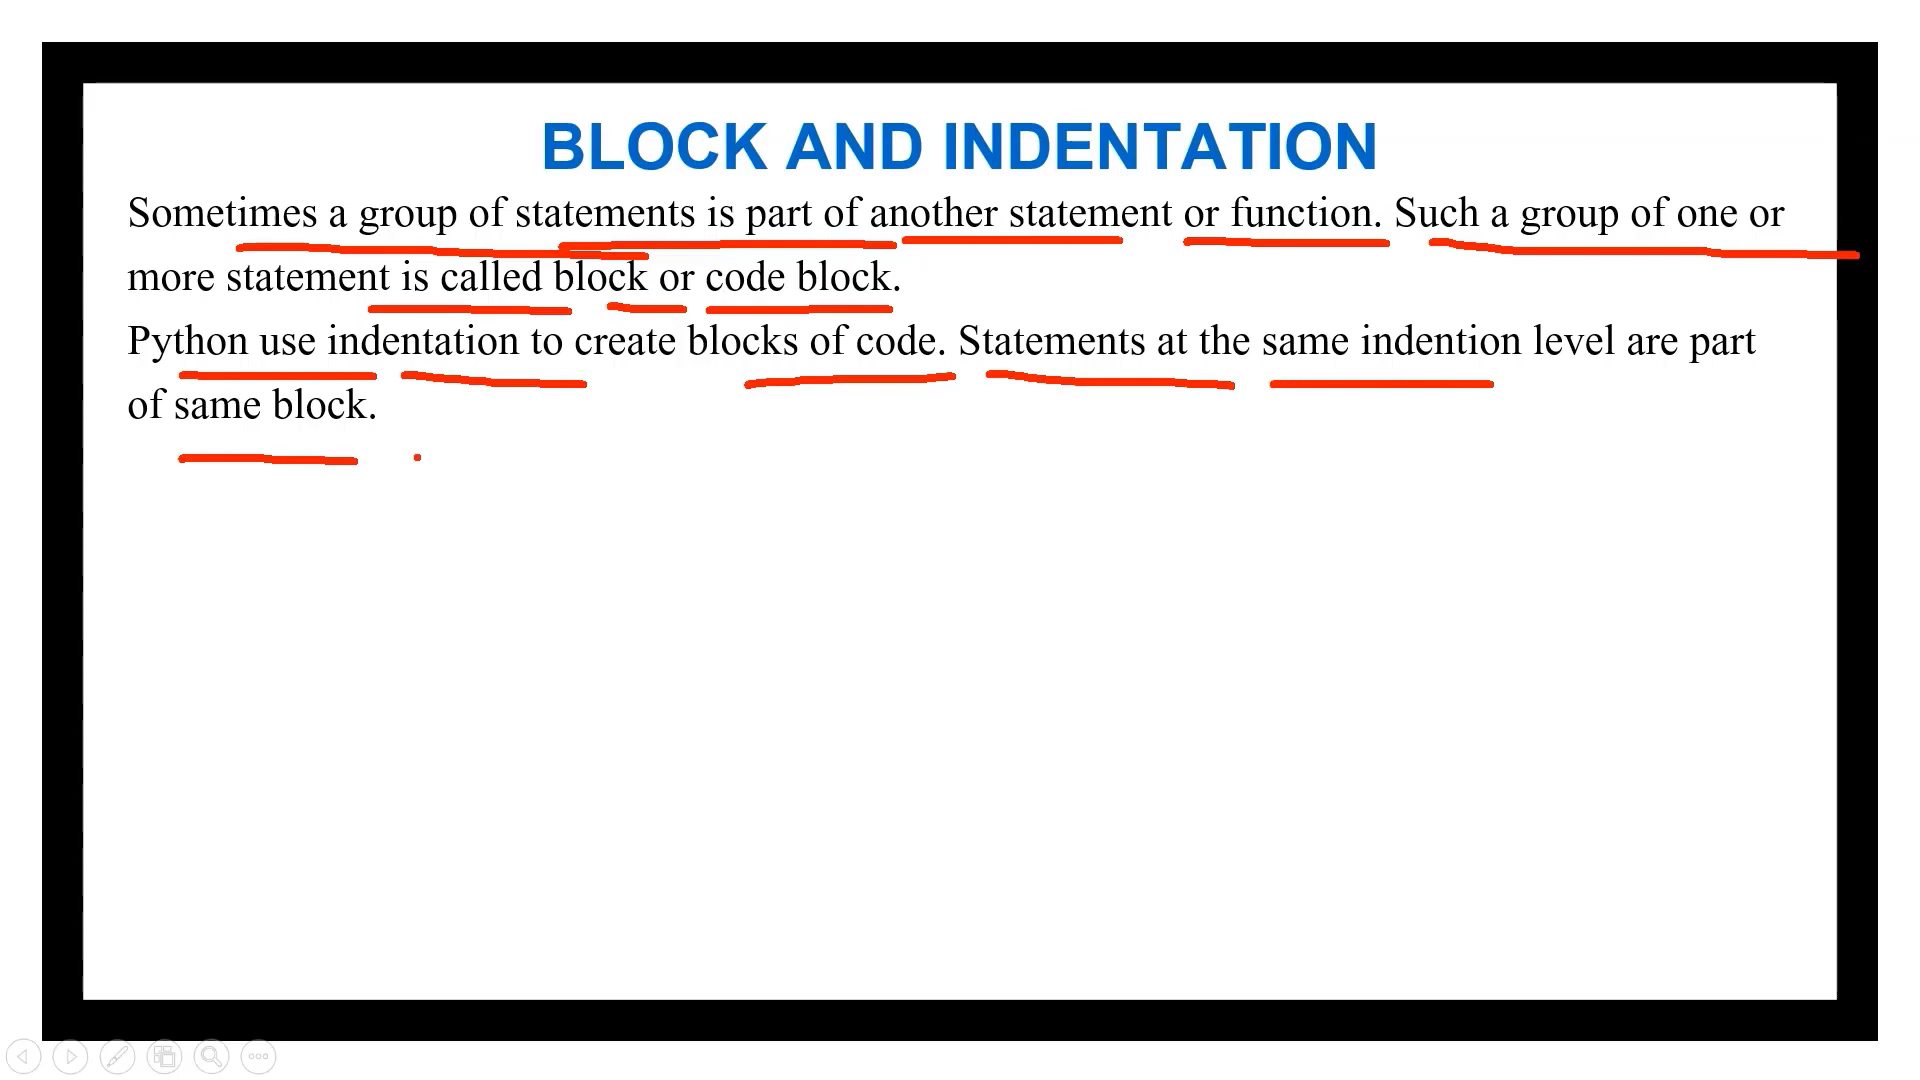 BLOCK AND INDENTATION
Sometimes a group of statements is part of another statement or function. Such a group of one or
more statement is called block or code block.
Python use indentation to create blocks of code. Statements at the same indention level are part
of same block.